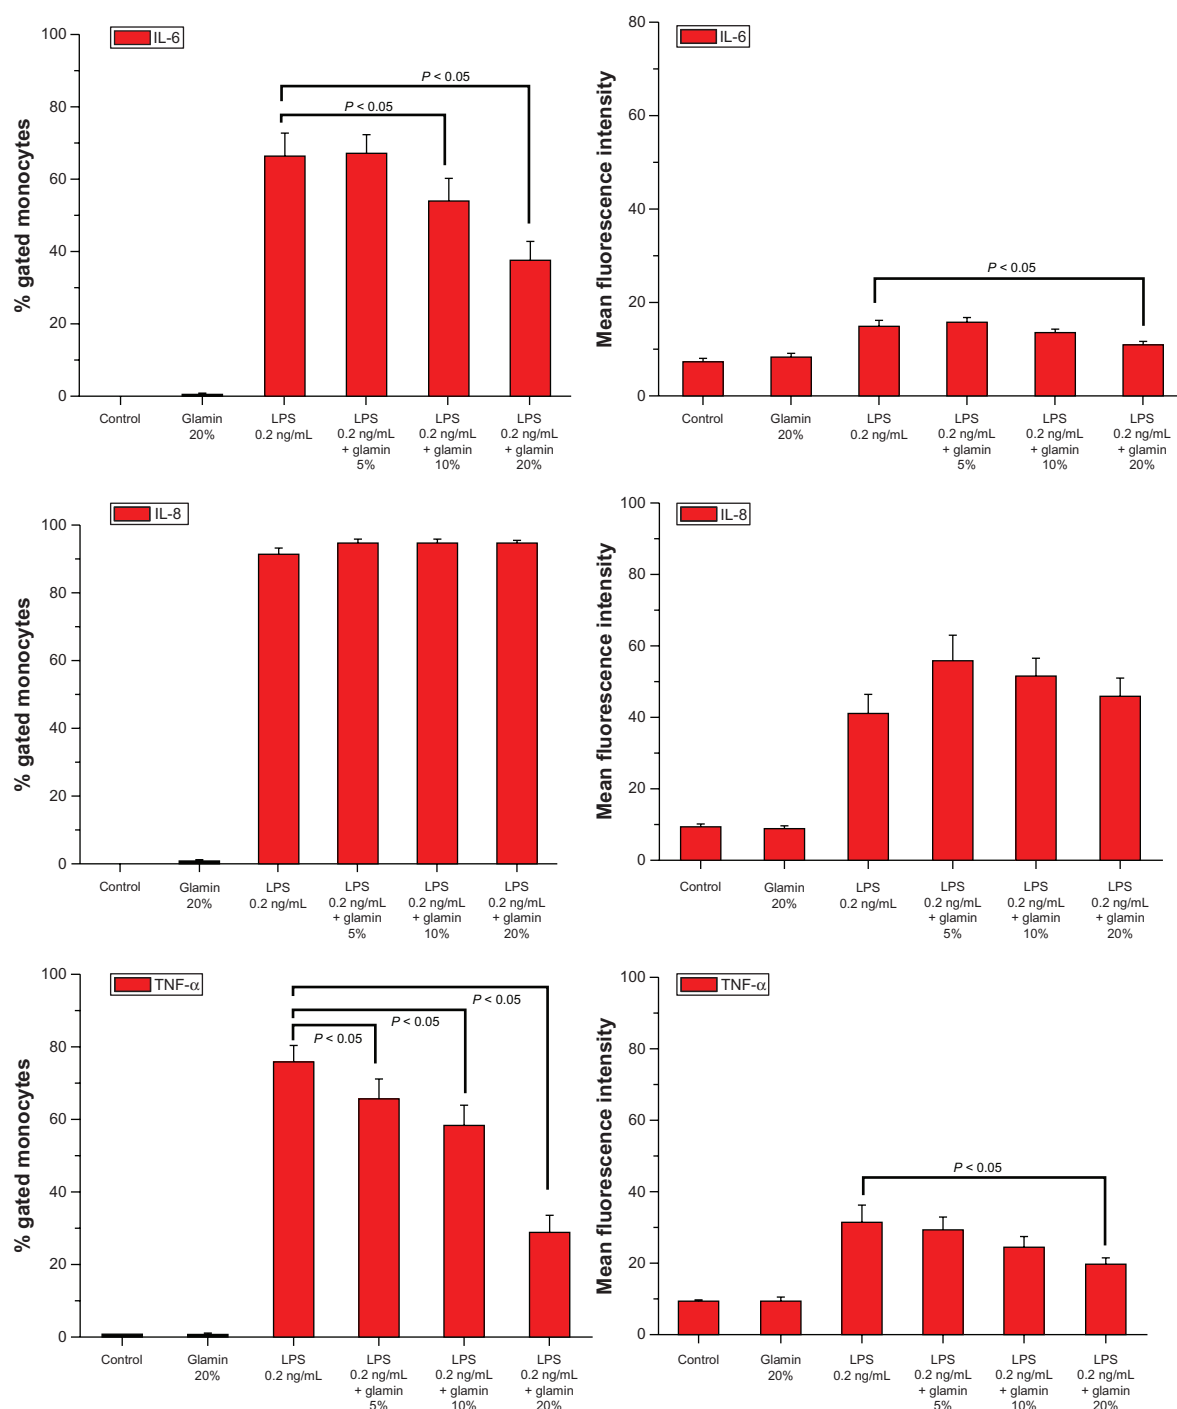 IL-6
% gated monocytes
100
80
60
40
20
0
P < 0.05
P < 0.05
Control
Glamin
20%
LPS
0.2 ng/mL
LPS
0.2 ng/mL
+ glamin
5%
LPS
0.2 ng/mL
+ glamin
10%
LPS
0.2 ng/mL
+ glamin
20%
IL-6
Mean fluorescence intensity
80
60
40
20
0
P < 0.05
Control
Glamin
20%
LPS
0.2 ng/mL
LPS
0.2 ng/mL
+ glamin
5%
LPS
0.2 ng/mL
+ glamin
10%
LPS
0.2 ng/mL
+ glamin
20%
IL-8
% gated monocytes
100
80
60
40
20
0
Control
Glamin
20%
LPS
0.2 ng/mL
LPS
0.2 ng/mL
+ glamin
5%
LPS
0.2 ng/mL
+ glamin
10%
LPS
0.2 ng/mL
+ glamin
20%
IL-8
Mean fluorescence intensity
100
80
60
40
20
0
Control
Glamin
20%
LPS
0.2 ng/mL
LPS
0.2 ng/mL
+ glamin
5%
LPS
0.2 ng/mL
+ glamin
10%
LPS
0.2 ng/mL
+ glamin
20%
TNF-α
% gated monocytes
100
80
60
40
20
0
P < 0.05
P < 0.05
P < 0.05
Control
Glamin
20%
LPS
0.2 ng/mL
LPS
0.2 ng/mL
+ glamin
5%
LPS
0.2 ng/mL
+ glamin
10%
LPS
0.2 ng/mL
+ glamin
20%
TNF-α
Mean fluorescence intensity
100
80
60
40
20
0
P < 0.05
Control
Glamin
20%
LPS
0.2 ng/mL
LPS
0.2 ng/mL
+ glamin
5%
LPS
0.2 ng/mL
+ glamin
10%
LPS
0.2 ng/mL
+ glamin
20%